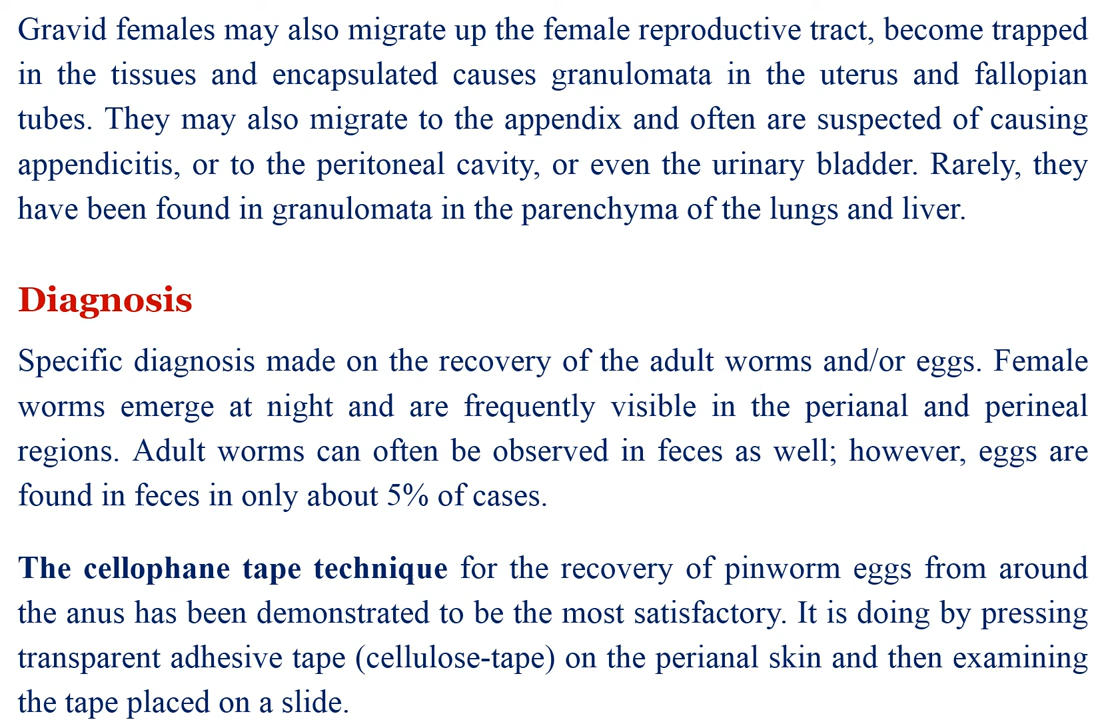 Gravid females may also migrate up the female reproductive tract, become trapped
in the tissues and encapsulated causes granulomata in the uterus and fallopian
tubes. They may also migrate to the appendix and often are suspected of causing
appendicitis, or to the peritoneal cavity, or even the urinary bladder. Rarely, they
have been found in granulomata in the parenchyma of the lungs and liver.
Diagnosis
Specific diagnosis made on the recovery of the adult worms and/or eggs. Female
worms emerge at night and are frequently visible in the perianal and perineal
regions. Adult worms can often be observed in feces as well; however, eggs are
found in feces in only about 5% of cases.
The cellophane tape technique for the recovery of pinworm eggs from around
the anus has been demonstrated to be the most satisfactory. It is doing by pressing
transparent adhesive tape (cellulose-tape) on the perianal skin and then examining
the tape placed on a slide.